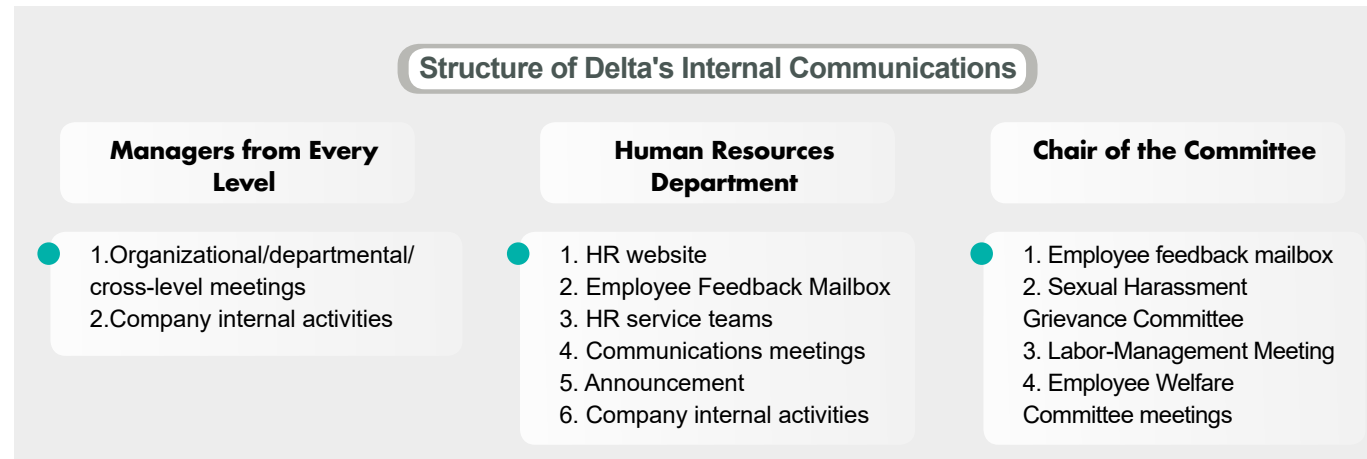 Structure of Delta's Internal Communications
Managers from Every
Level
1.Organizational/departmental/
cross-level meetings
2.Company internal activities
Human Resources
Department
1. HR website
2. Employee Feedback Mailbox
3. HR service teams
4. Communications meetings
5. Announcement
6. Company internal activities
Chair of the Committee
1. Employee feedback mailbox
2. Sexual Harassment
Grievance Committee
3. Labor-Management Meeting
4. Employee Welfare
Committee meetings